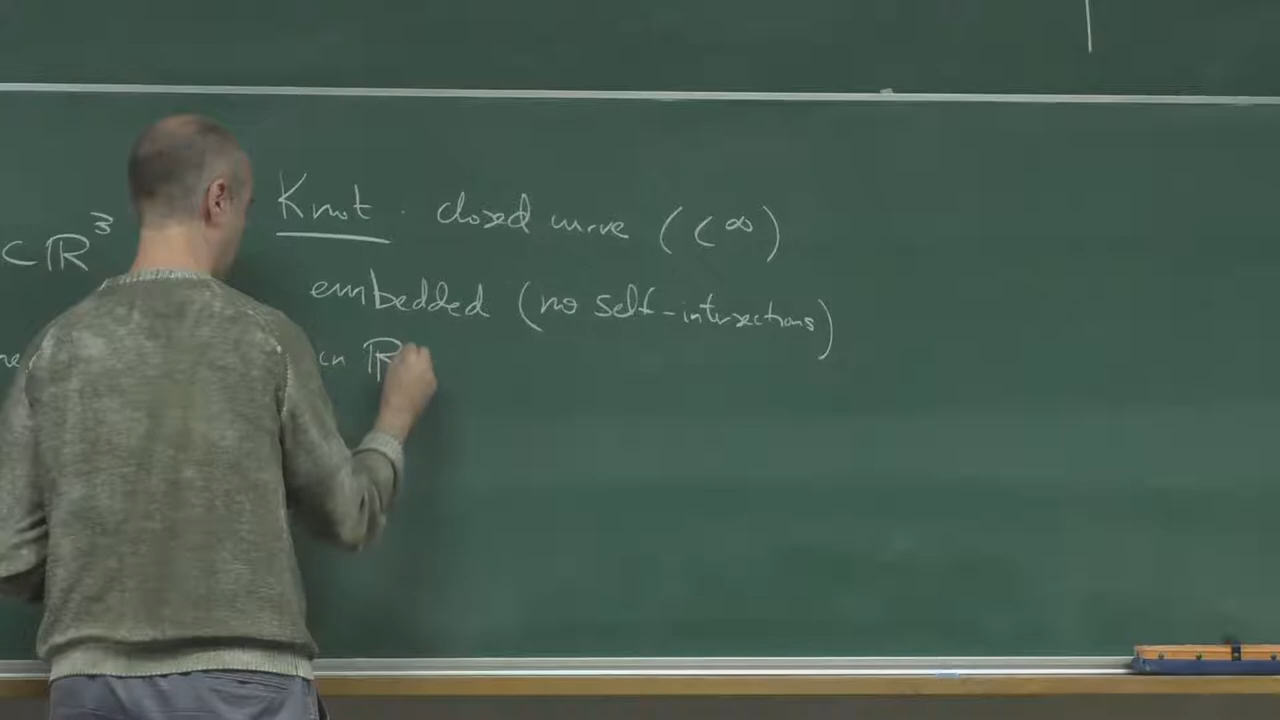 ⊂ ℝ³
Knot . closed curve (C^∞)
embedded (no self-intersections)
in ℝ